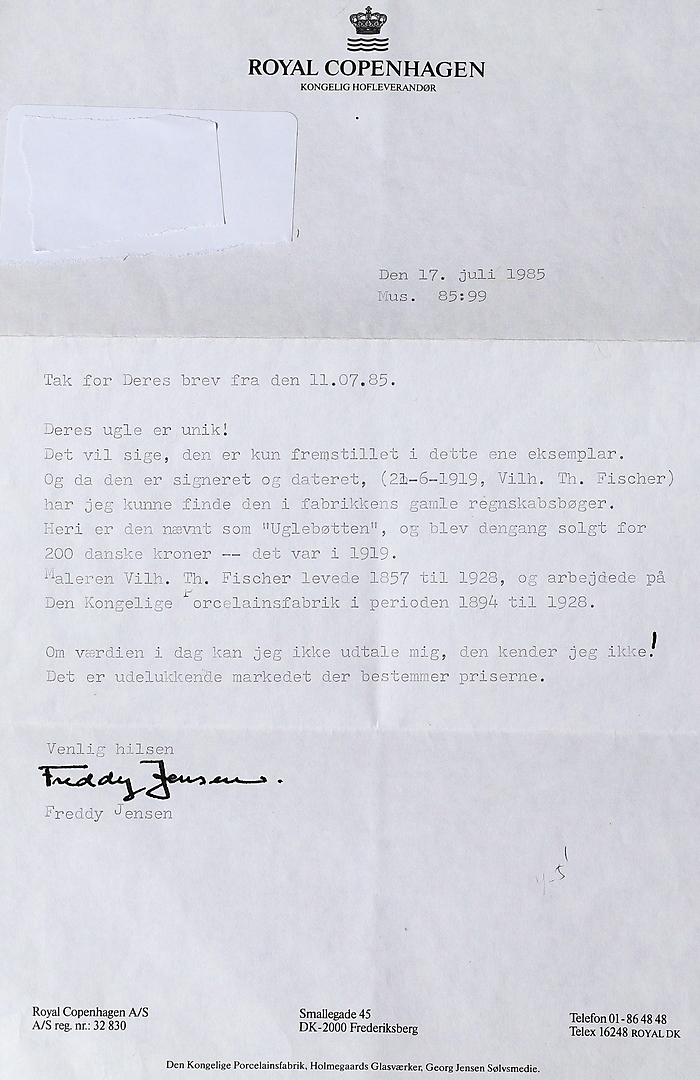 ROYAL COPENHAGEN
KONGELIG HOFLEVERANDØR
Den 17. juli 1985
Mus. 85:99
Tak for Deres brev fra den 11.07.85.
Deres ugle er unik!
Det vil sige, den er kun fremstillet i dette ene eksemplar.
Og da den er signeret og dateret, (21-6-1919, Vilh. Th. Fischer)
har jeg kunne finde den i fabrikkens gamle regnskabsbøger.
Heri er den nævnt som "Uglebøtten", og blev dengang solgt for
200 danske kroner -- det var i 1919.
Maleren Vilh. Th. Fischer levede 1857 til 1928, og arbejdede på
Den Kongelige Porcelainsfabrik i perioden 1894 til 1928.
Om værdien i dag kan jeg ikke udtale mig, den kender jeg ikke!
Det er udelukkende markedet der bestemmer priserne.
Venlig hilsen
Freddy Jensen.
Freddy Jensen
Royal Copenhagen A/S
A/S reg. nr.: 32 830
Smallegade 45
DK-2000 Frederiksberg
Telefon 01-86 48 48
Telex 16248 ROYAL DK
Den Kongelige Porcelainsfabrik, Holmegaards Glasværker, Georg Jensen Sølvsmedie.